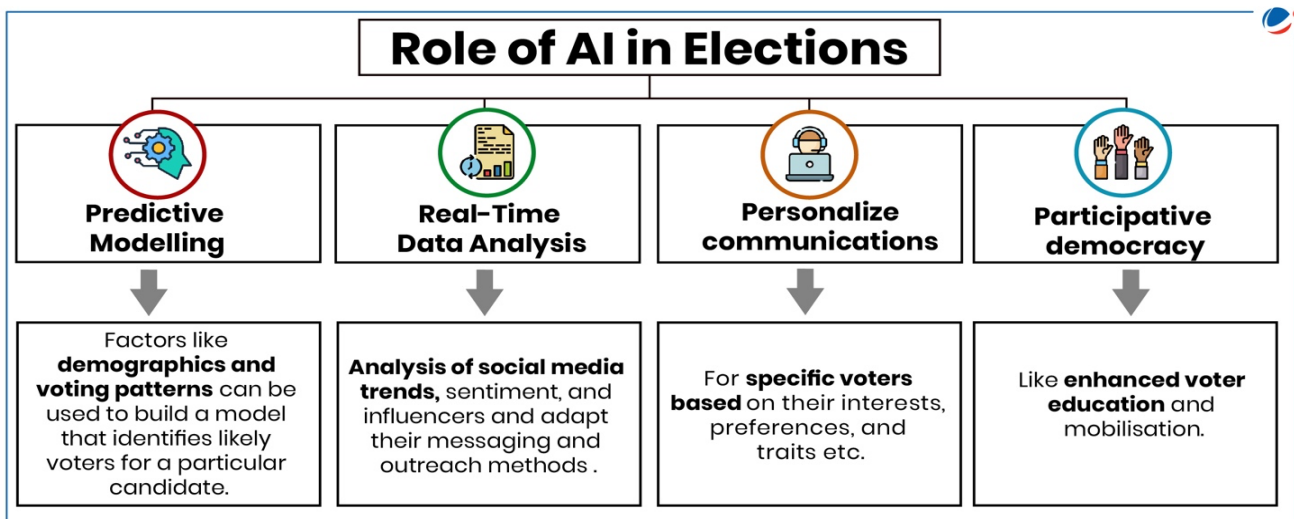 Role of AI in Elections
Predictive
Modelling
Factors like
demographics and
voting patterns can be
used to build a model
that identifies likely
voters for a particular
candidate.
Real-Time
Data Analysis
Analysis of social media
trends, sentiment, and
influencers and adapt
their messaging and
outreach methods .
Personalize
communications
For specific voters
based on their interests,
preferences, and
traits etc.
Participative
democracy
Like enhanced voter
education and
mobilisation.